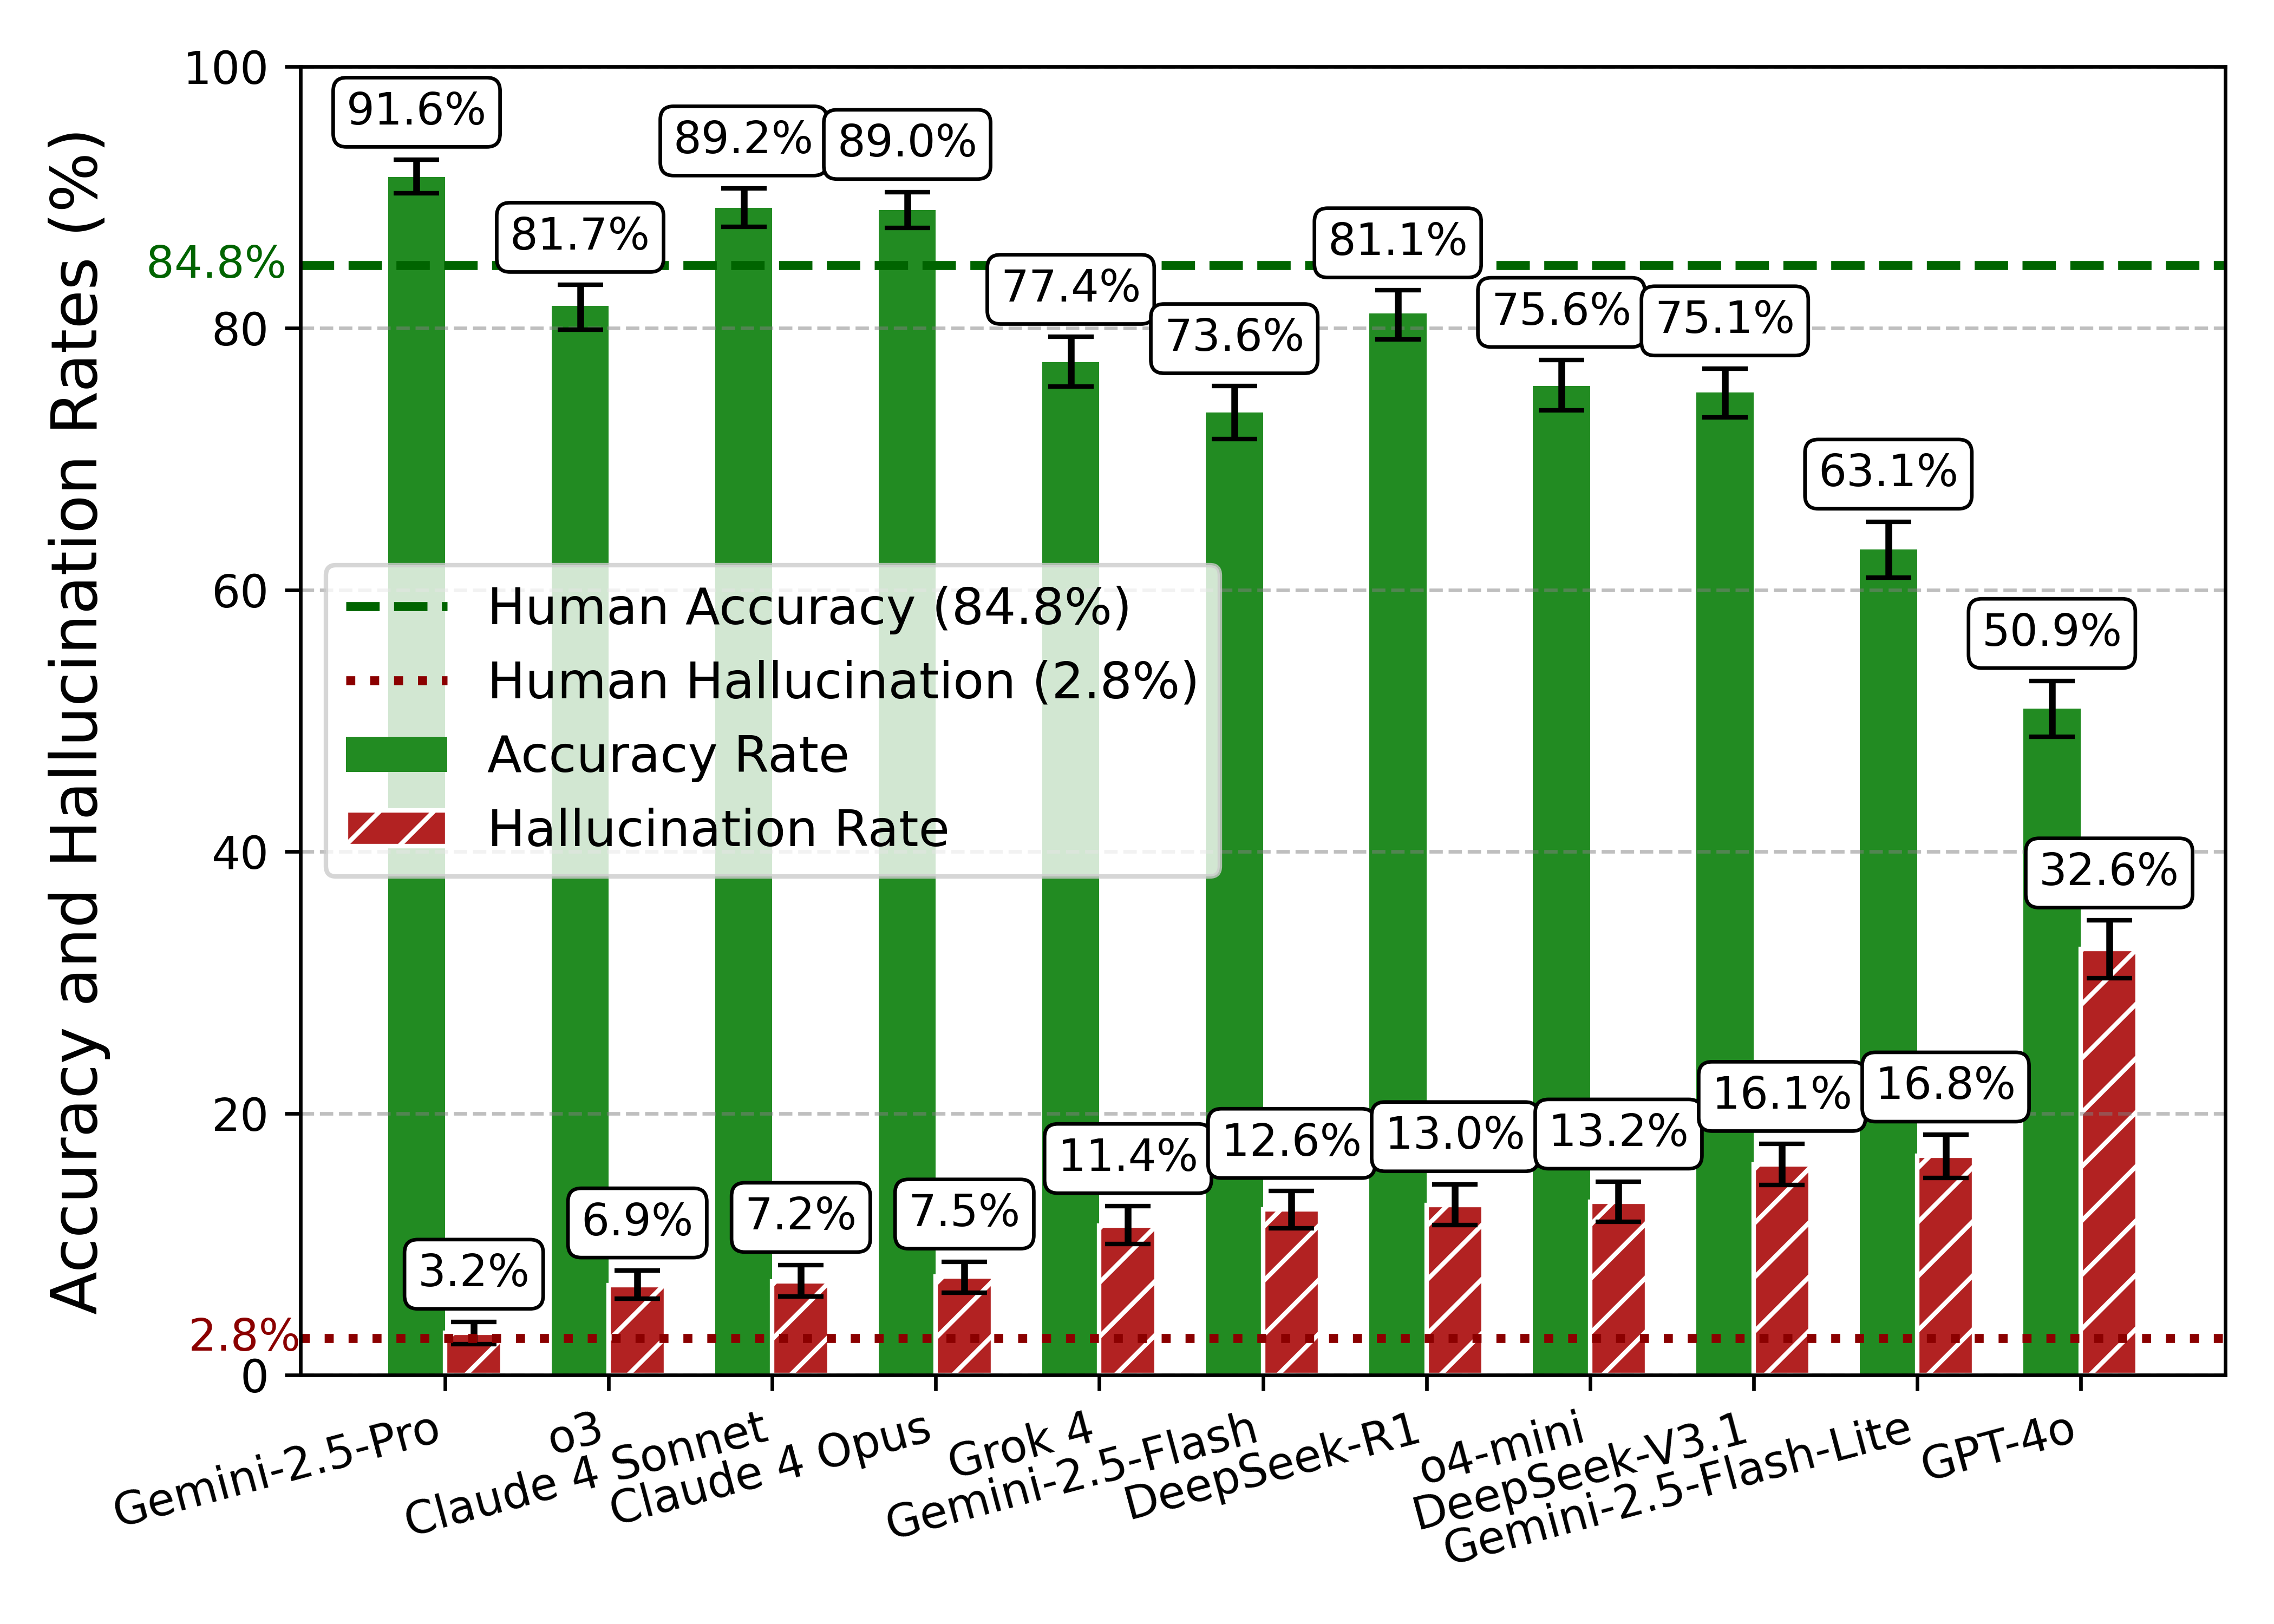 Accuracy and Hallucination Rates (%)
100
80
60
40
20
0
84.8%
2.8%
91.6%
81.7%
89.2%
89.0%
77.4%
73.6%
81.1%
75.6%
75.1%
63.1%
50.9%
Human Accuracy (84.8%)
Human Hallucination (2.8%)
Accuracy Rate
Hallucination Rate
3.2%
6.9%
7.2%
7.5%
11.4%
12.6%
13.0%
13.2%
16.1%
16.8%
32.6%
Gemini-2.5-Pro
o3
Claude 4 Sonnet
Claude 4 Opus
Grok 4
Gemini-2.5-Flash
DeepSeek-R1
o4-mini
DeepSeek-V3.1
Gemini-2.5-Flash-Lite
GPT-4o